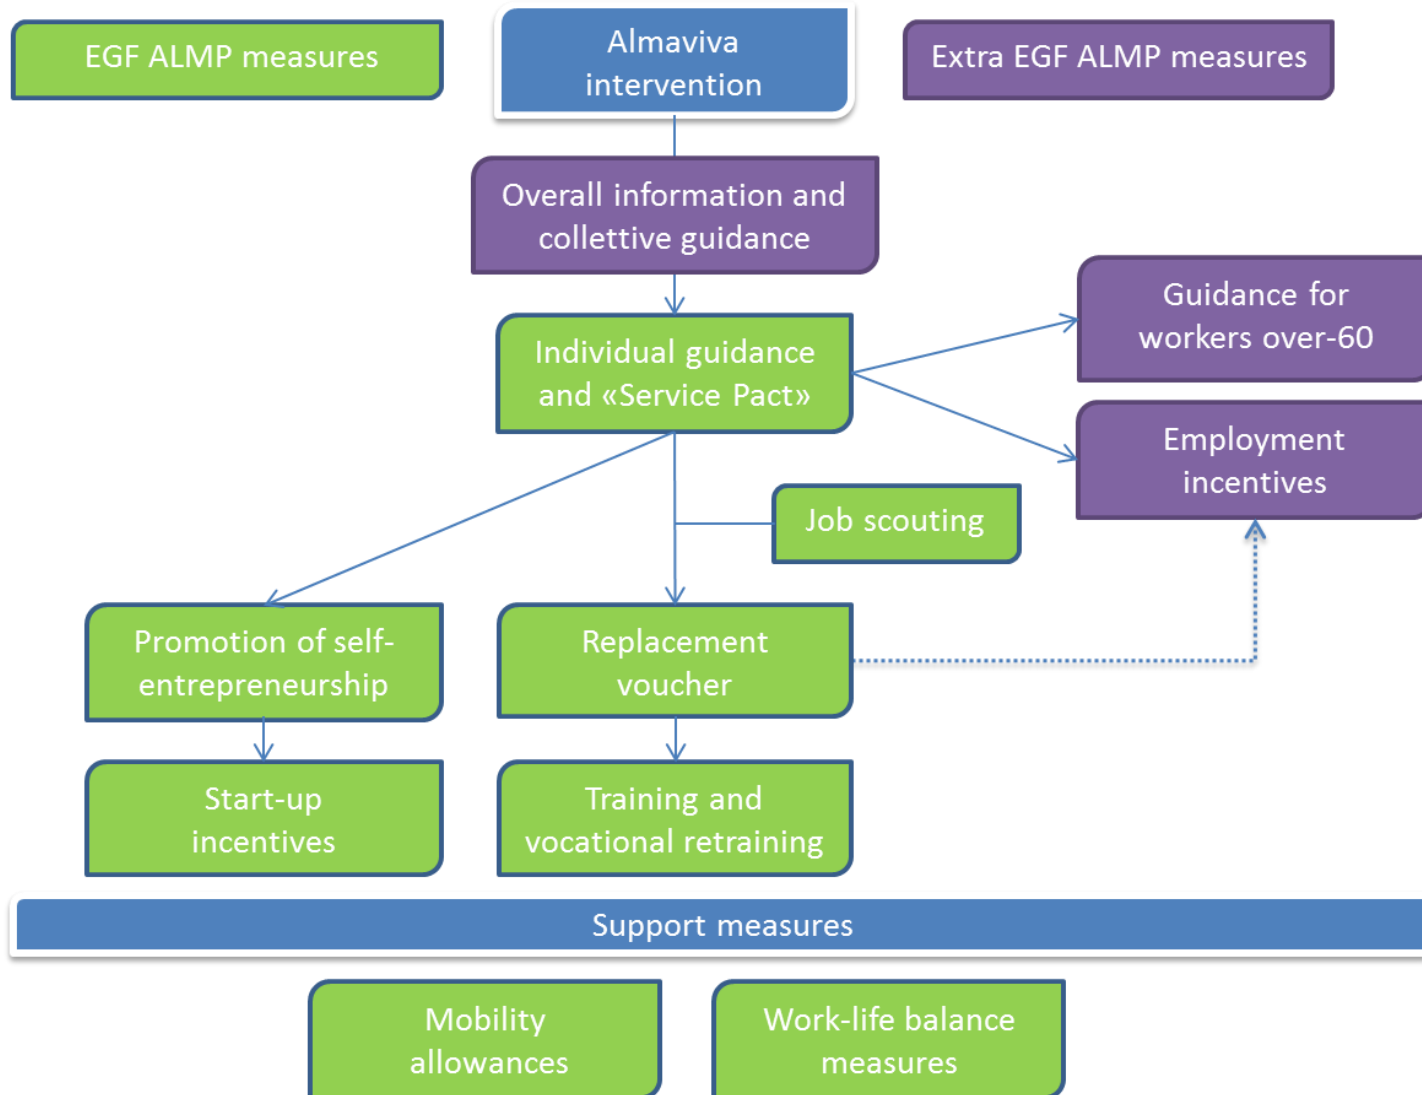 EGF ALMP measures
Almaviva
intervention
Extra EGF ALMP measures
Overall information and
collettive guidance
Guidance for
workers over-60
Individual guidance
and «Service Pact»
Employment
incentives
Job scouting
Promotion of self-
entrepreneurship
Replacement
voucher
Start-up
incentives
Training and
vocational retraining
Support measures
Mobility
allowances
Work-life balance
measures